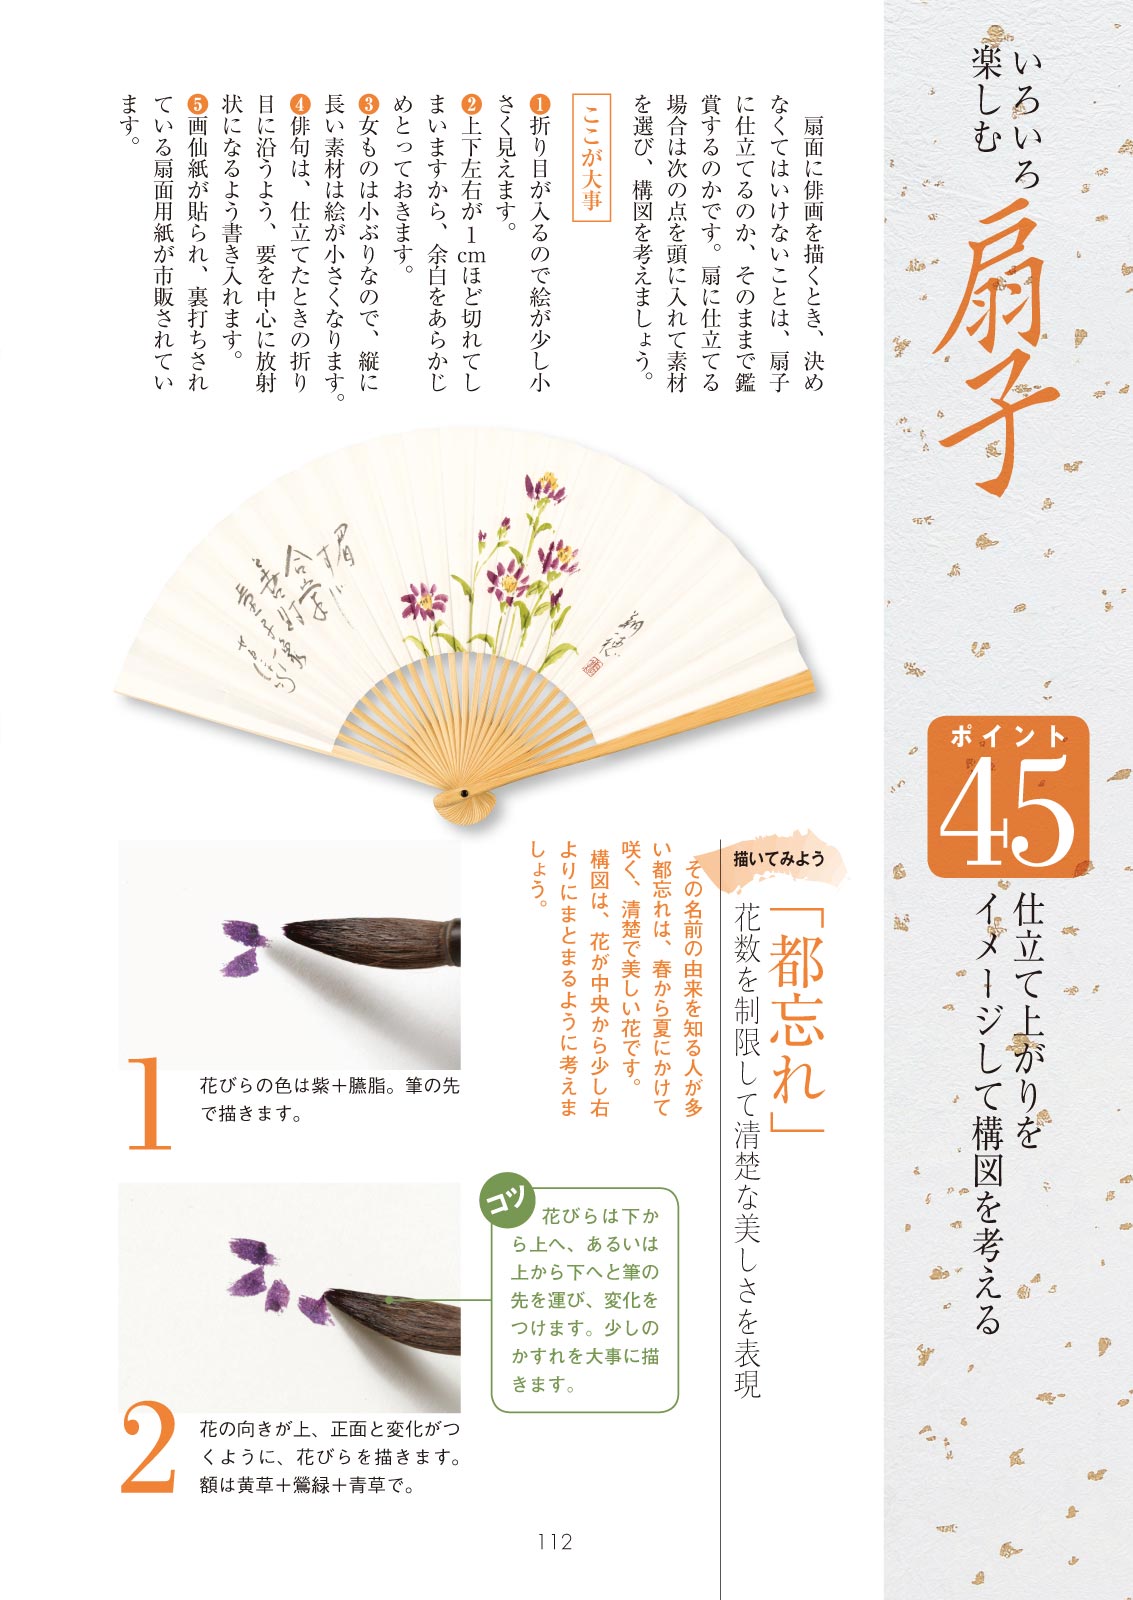 いろいろ
楽しむ
扇子
ポイント
45
仕立て上がりを
イメージして構図を考える
扇面に俳画を描くとき、決め
なくてはいけないことは、扇子
に仕立てるのか、そのままで鑑
賞するのかです。扇に仕立てる
場合は次の点を頭に入れて素材
を選び、構図を考えましょう。
ここが大事
❶折り目が入るので絵が少し小
さく見えます。
❷上下左右が1cmほど切れてし
まいますから、余白をあらかじ
めとっておきます。
❸女ものは小ぶりなので、縦に
長い素材は絵が小さくなります。
❹俳句は、仕立てたときの折り
目に沿うよう、要を中心に放射
状になるよう書き入れます。
❺画仙紙が貼られ、裏打ちされ
ている扇面用紙が市販されてい
ます。
描いてみよう
「都忘れ」
花数を制限して清楚な美しさを表現
その名前の由来を知る人が多
い都忘れは、春から夏にかけて
咲く、清楚で美しい花です。
構図は、花が中央から少し右
よりにまとまるように考えま
しょう。
1
花びらの色は紫＋臙脂。筆の先
で描きます。
コツ
花びらは下か
ら上へ、あるいは
上から下へと筆の
先を運び、変化を
つけます。少しの
かすれを大事に描
きます。
2
花の向きが上、正面と変化がつ
くように、花びらを描きます。
額は黄草＋鶯緑＋青草で。
112